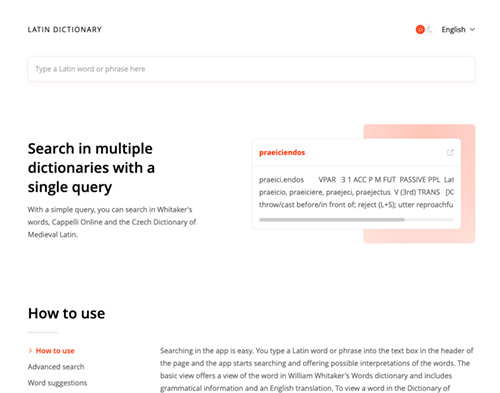 LATIN DICTIONARY
English
Type a Latin word or phrase here
Search in multiple
dictionaries with a
single query
With a simple query, you can search in Whitaker's
words, Cappelli Online and the Czech Dictionary of
Medieval Latin.
praeiciendos
praeici.endos VPAR 3 1 ACC P M FUT PASSIVE PPL Lat
praeicio, praeicere, praejeci, praejectus V (3rd) TRANS [XX
throw/cast before/in front of; reject (L+S); utter reproachfu
How to use
How to use
Advanced search
Word suggestions
Searching in the app is easy. You type a Latin word or phrase into the text box in the header
of the page and the app starts searching and offering possible interpretations of the words. The
basic view offers a view of the word in William Whitaker's Words dictionary and includes
grammatical information and an English translation. To view a word in the Dictionary of